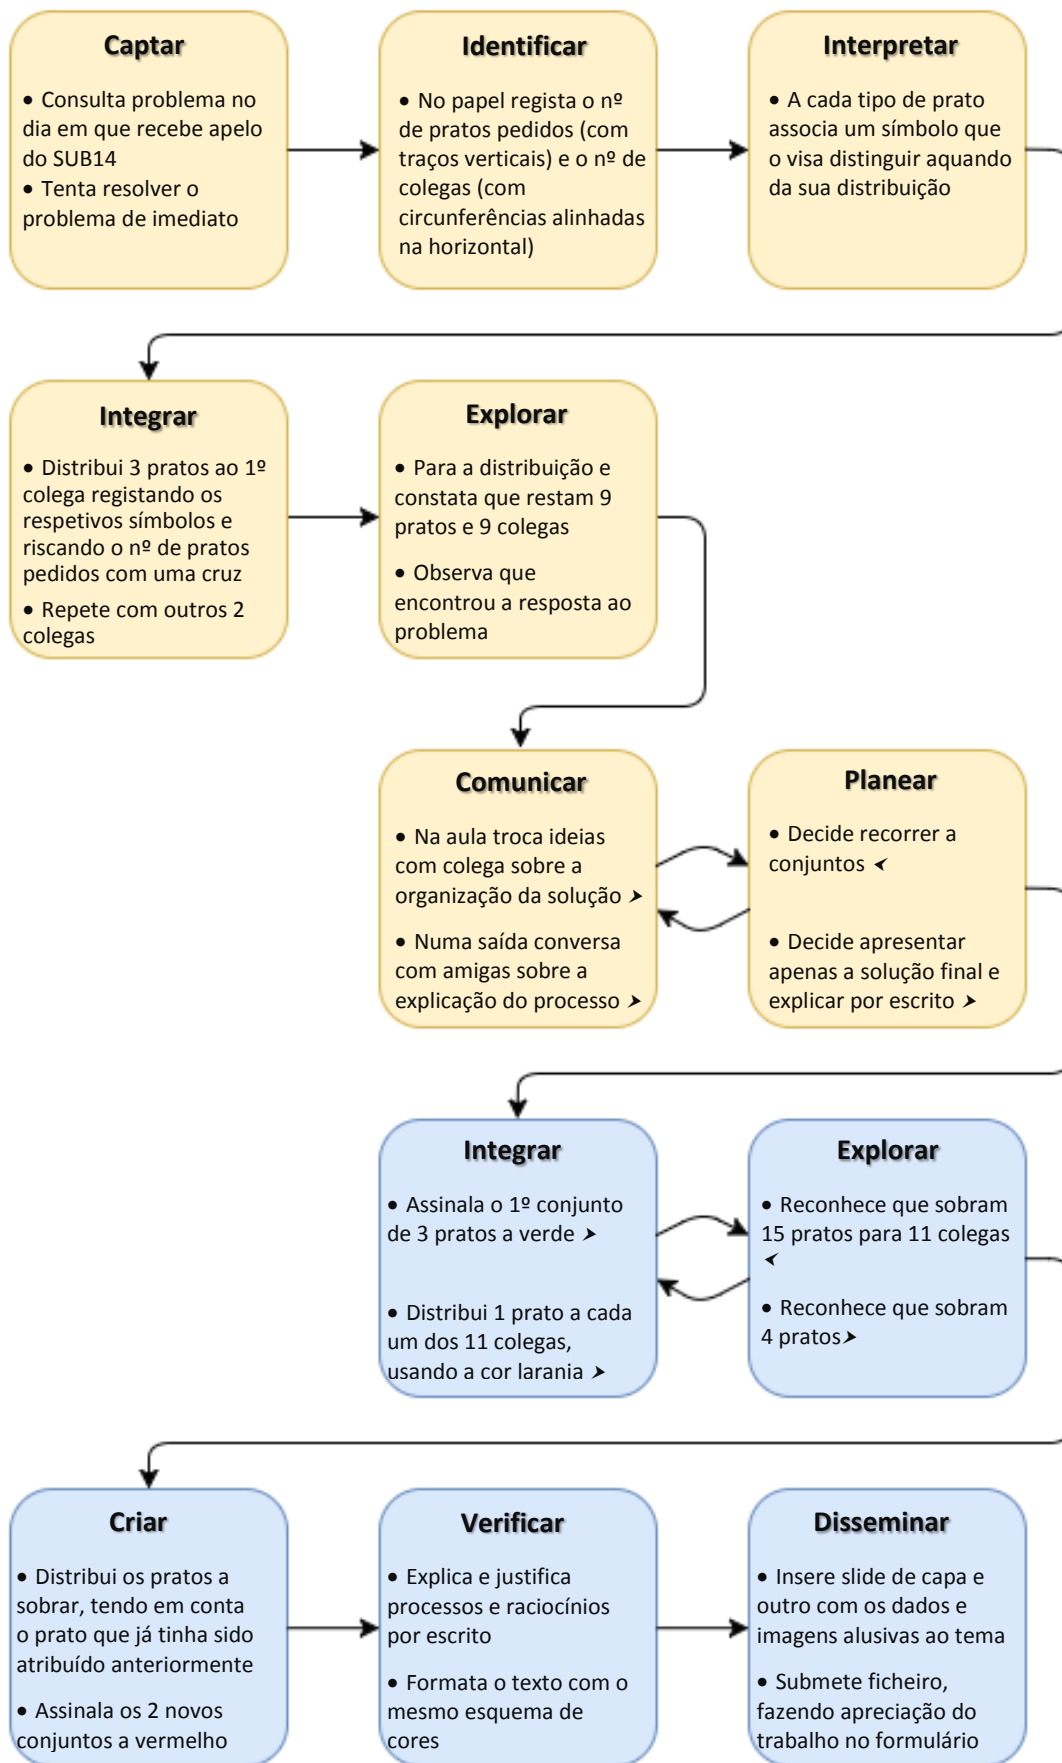 Captar
• Consulta problema no
dia em que recebe apelo
do SUB14
• Tenta resolver o
problema de imediato
Identificar
• No papel regista o nº
de pratos pedidos (com
traços verticais) e o nº de
colegas (com
circunferências alinhadas
na horizontal)
Interpretar
• A cada tipo de prato
associa um símbolo que
o visa distinguir aquando
da sua distribuição
Integrar
• Distribui 3 pratos ao 1º
colega registando os
respetivos símbolos e
riscando o nº de pratos
pedidos com uma cruz
• Repete com outros 2
colegas
Explorar
• Para a distribuição e
constata que restam 9
pratos e 9 colegas
• Observa que
encontrou a resposta ao
problema
Comunicar
• Na aula troca ideias
com colega sobre a
organização da solução ➤
• Numa saída conversa
com amigas sobre a
explicação do processo ➤
Planear
• Decide recorrer a
conjuntos ⮜
• Decide apresentar
apenas a solução final e
explicar por escrito ➤
Integrar
• Assinala o 1º conjunto
de 3 pratos a verde ➤
• Distribui 1 prato a cada
um dos 11 colegas,
usando a cor laranja ➤
Explorar
• Reconhece que sobram
15 pratos para 11 colegas
⮜
• Reconhece que sobram
4 pratos➤
Criar
• Distribui os pratos a
sobrar, tendo em conta
o prato que já tinha sido
atribuído anteriormente
• Assinala os 2 novos
conjuntos a vermelho
Verificar
• Explica e justifica
processos e raciocínios
por escrito
• Formata o texto com o
mesmo esquema de
cores
Disseminar
• Insere slide de capa e
outro com os dados e
imagens alusivas ao tema
• Submete ficheiro,
fazendo apreciação do
trabalho no formulário